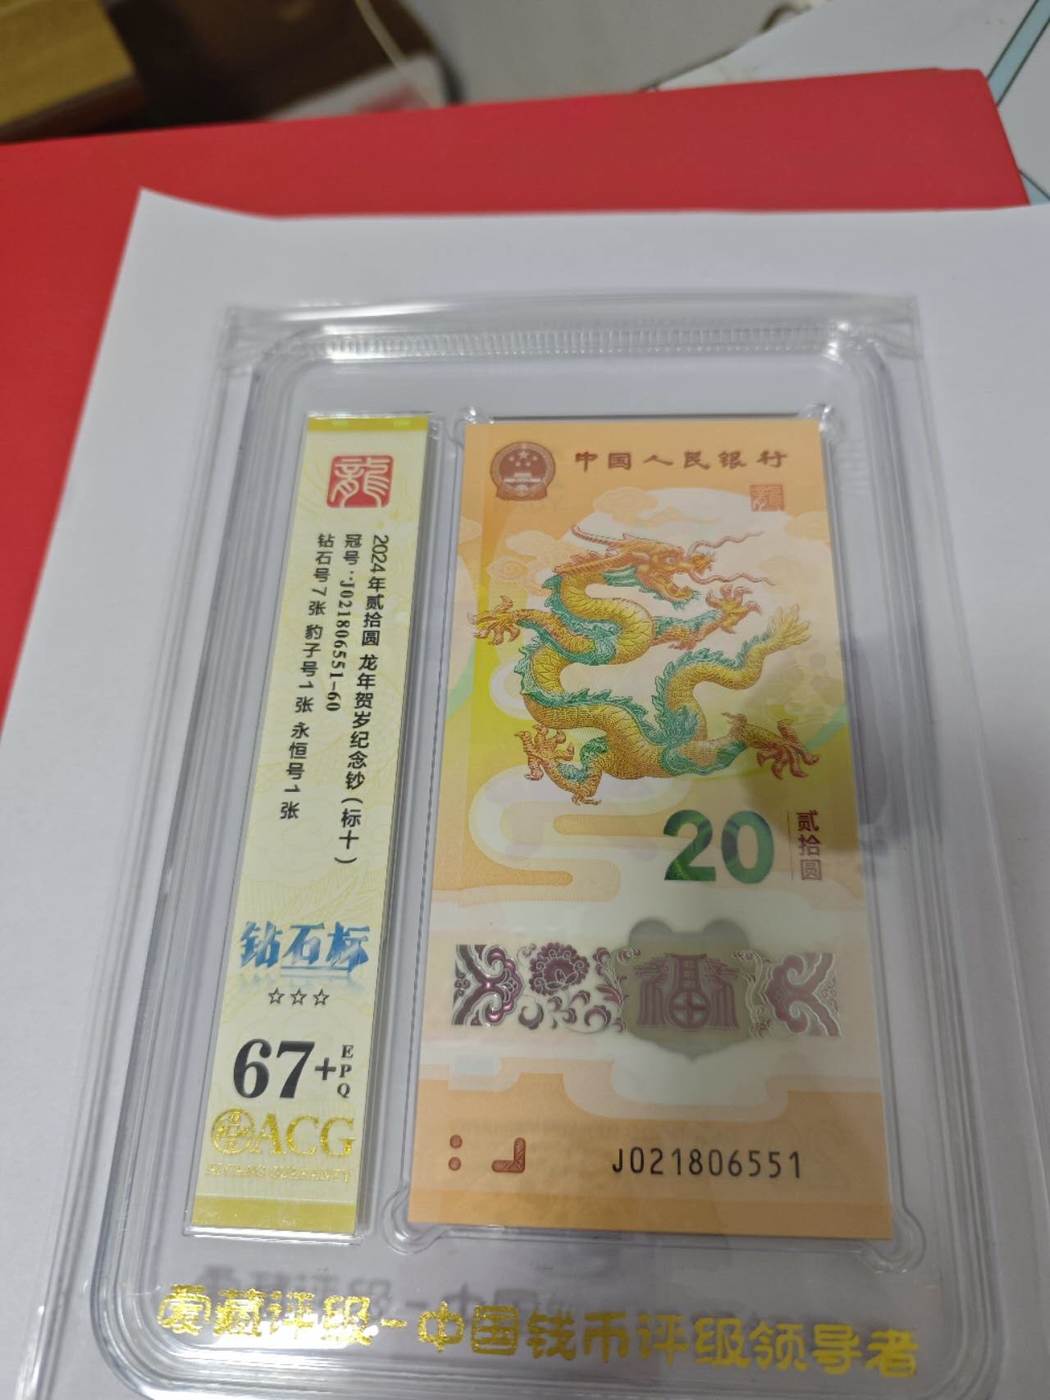 龍
2024年贰拾圆 龙年贺岁纪念钞(标十)
冠号:J021806551-60
钻石号7张 豹子号1张 永恒号1张
钻石标
67+
EPQ
ACG
中国人民银行
龍
20
贰拾圆
福
J021806551
爱藏评级-中国钱币评级领导者